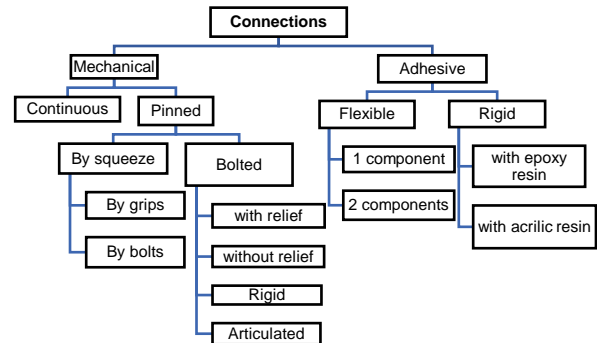 Connections
Mechanical
Adhesive
Continuous
Pinned
Flexible
Rigid
By squeeze
Bolted
1 component
with epoxy
resin
By grips
2 components
with relief
with acrilic resin
By bolts
without relief
Rigid
Articulated